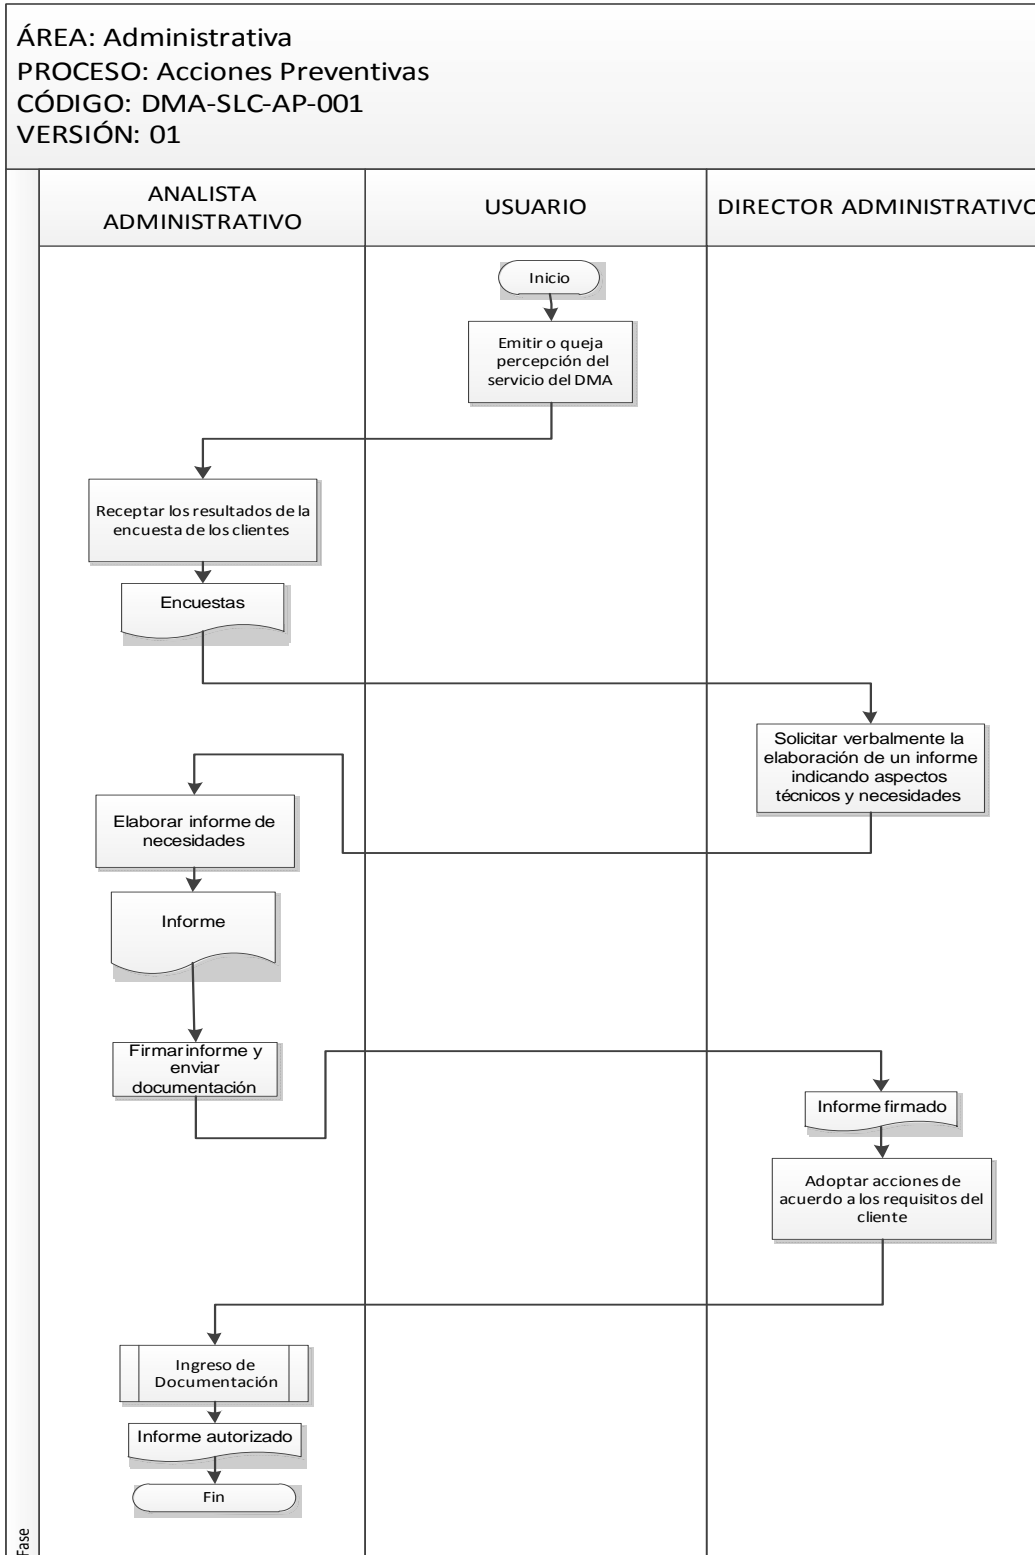 ÁREA: Administrativa
PROCESO: Acciones Preventivas
CÓDIGO: DMA-SLC-AP-001
VERSIÓN: 01
ANALISTA
ADMINISTRATIVO
USUARIO
DIRECTOR ADMINISTRATIVO
Inicio
Emitir o queja
percepción del
servicio del DMA
Receptar los resultados de la
encuesta de los clientes
Encuestas
Solicitar verbalmente la
elaboración de un informe
indicando aspectos
técnicos y necesidades
Elaborar informe de
necesidades
Informe
Firmar informe y
enviar
documentación
Informe firmado
Adoptar acciones de
acuerdo a los requisitos del
cliente
Ingreso de
Documentación
Informe autorizado
Fin
Fase